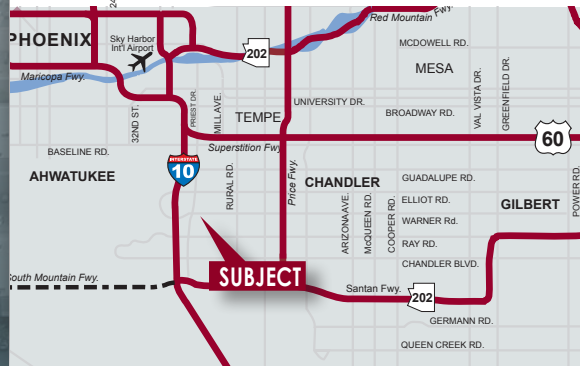 24
Red Mountain Fwy.
PHOENIX
Sky Harbor
Int'l Airport
202
MCDOWELL RD.
MESA
Maricopa Fwy.
32ND ST.
PRIEST DR.
MILL AVE.
TEMPE
UNIVERSITY DR.
BROADWAY RD.
VAL VISTA DR.
GREENFIELD DR.
60
BASELINE RD.
Superstition Fwy
INTERSTATE
10
AHWATUKEE
RURAL RD.
Price Fwy.
CHANDLER
GUADALUPE RD.
ELLIOT RD.
GILBERT
POWER RD.
ARIZONA AVE.
McQUEEN RD.
COOPER RD.
WARNER Rd.
RAY RD.
CHANDLER BLVD.
SUBJECT
South Mountain Fwy.
Santan Fwy.
202
GERMANN RD.
QUEEN CREEK RD.